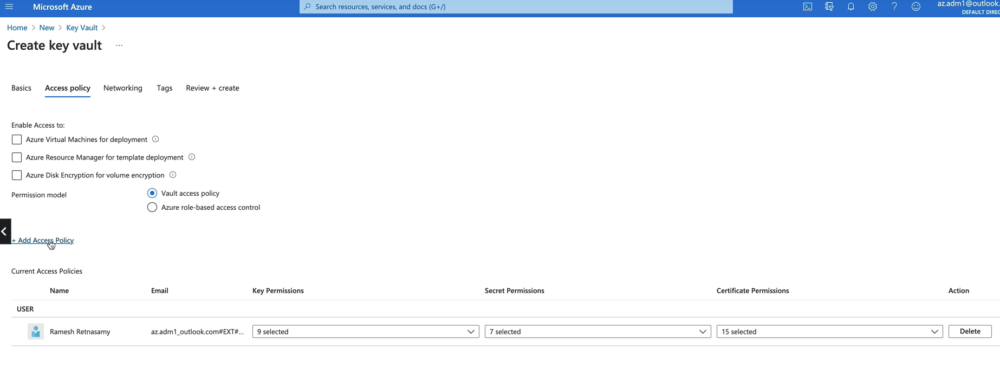 Microsoft Azure
Search resources, services, and docs (G+/)
az.adm1@outlook.
DEFAULT DIREC
Home > New > Key Vault >
Create key vault ...
Basics Access policy Networking Tags Review + create
Enable Access to:
Azure Virtual Machines for deployment
Azure Resource Manager for template deployment
Azure Disk Encryption for volume encryption
Permission model
Vault access policy
Azure role-based access control
+ Add Access Policy
Current Access Policies
Name Email Key Permissions Secret Permissions Certificate Permissions Action
USER
Ramesh Retnasamy az.adm1_outlook.com#EXT#... 9 selected 7 selected 15 selected Delete